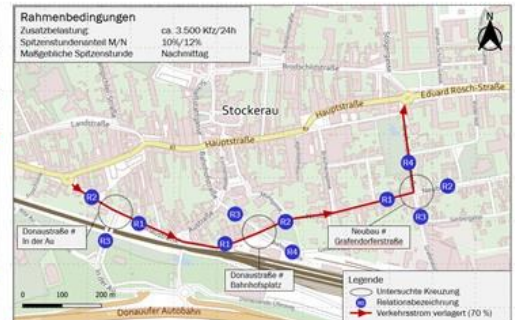 Rahmenbedingungen
Zusatzbelastung: ca. 3.500 Kfz/24h
Spitzenstundenanteil M/N 10%/12%
Maßgebliche Spitzenstunde Nachmittag
N
Eduard Rösch-Straße
Hauptstraße
Stockerau
Landstraße
Hauptstraße
R4
R2
R2
R1
R1
R3
R3
R2
R3
R1
R4
Donaustraße #
In der Au
Neubau #
Grafendorferstraße
Donaustraße #
Bahnhofsplatz
0 100 200 m
Donauufer Autobahn
Legende
Untersuchte Kreuzung
Relationsbezeichnung
Verkehrsstrom verlagert (70 %)